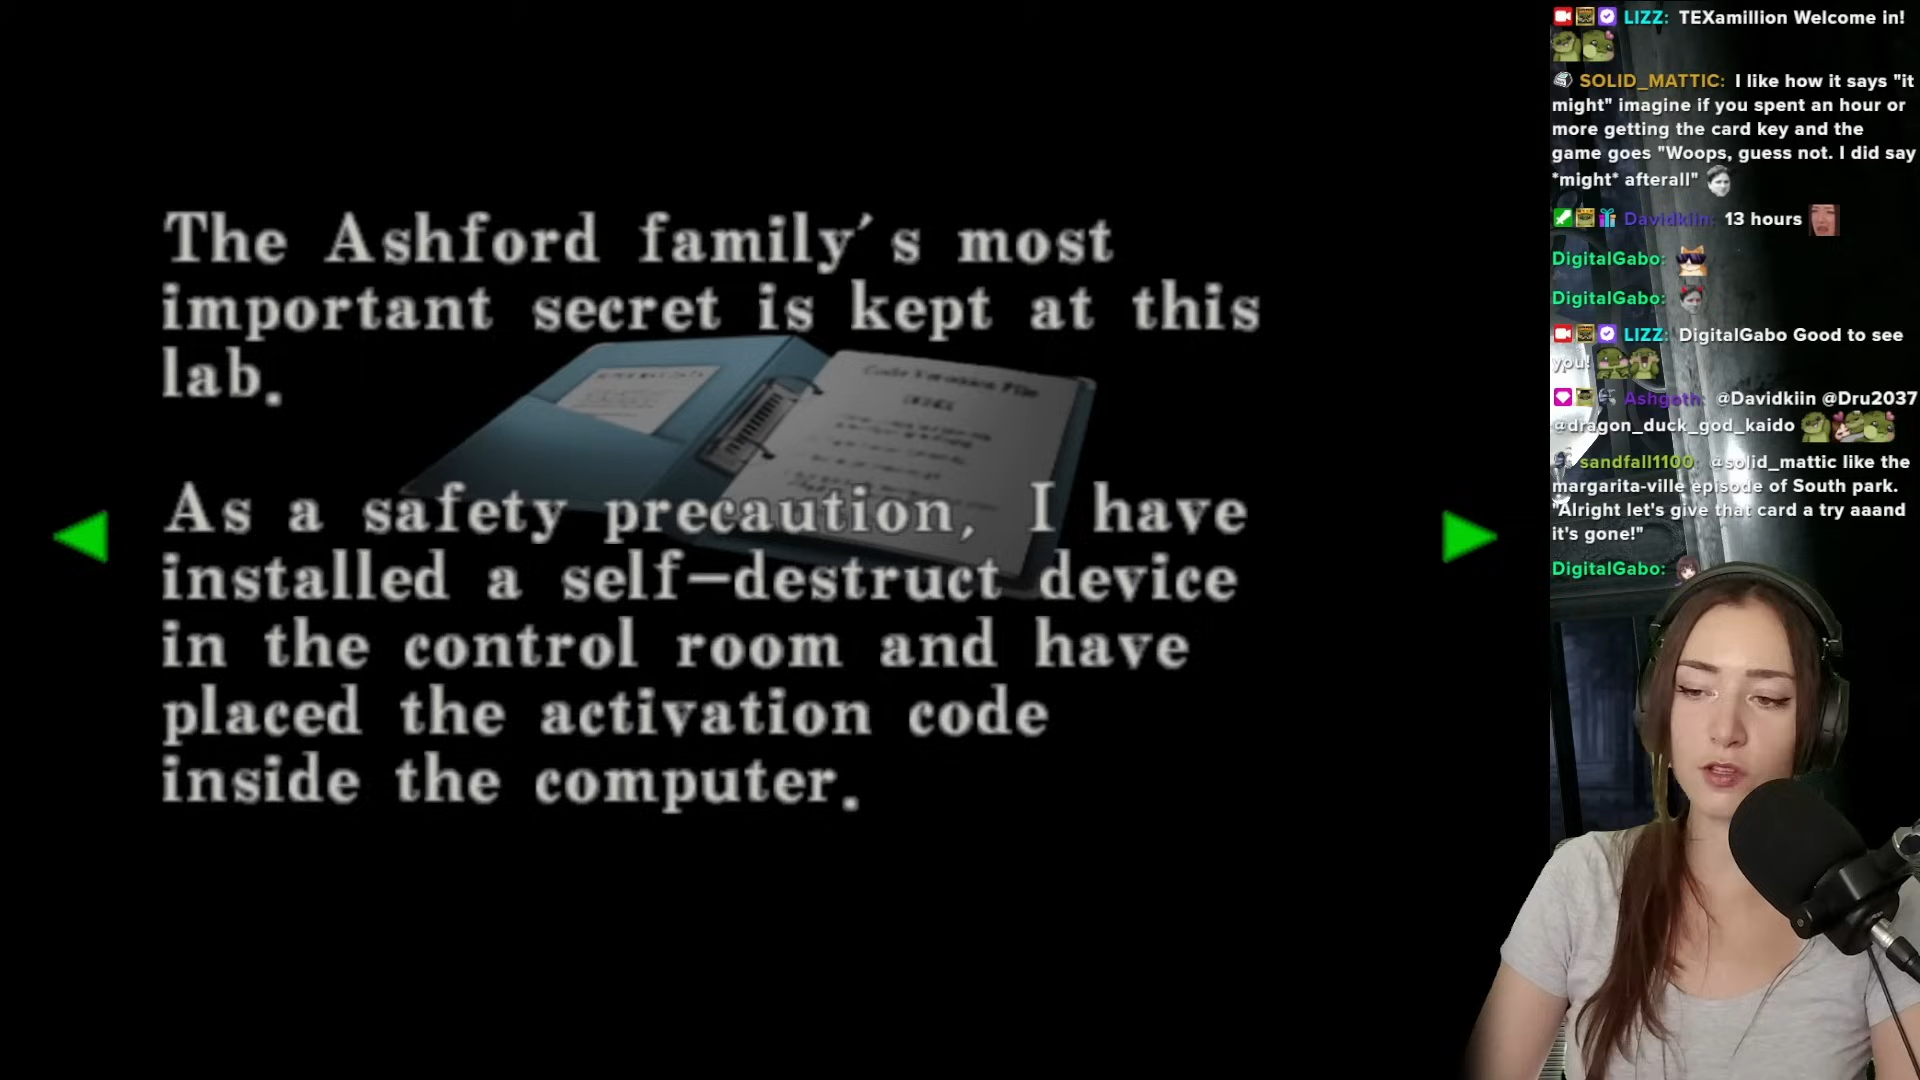 The Ashford family's most
important secret is kept at this
lab.
As a safety precaution, I have
installed a self-destruct device
in the control room and have
placed the activation code
inside the computer.
Code Veronica File
LIZZ: TEXamillion Welcome in!
SOLID_MATTIC: I like how it says "it
might" imagine if you spent an hour or
more getting the card key and the
game goes "Woops, guess not. I did say
*might* afterall"
Davidkiin: 13 hours
DigitalGabo:
DigitalGabo:
LIZZ: DigitalGabo Good to see
you!
Ashgoth: @Davidkiin @Dru2037
@dragon_duck_god_kaido
sandfall1100: @solid_mattic like the
margarita-ville episode of South park.
"Alright let's give that card a try aaand
it's gone!"
DigitalGabo: